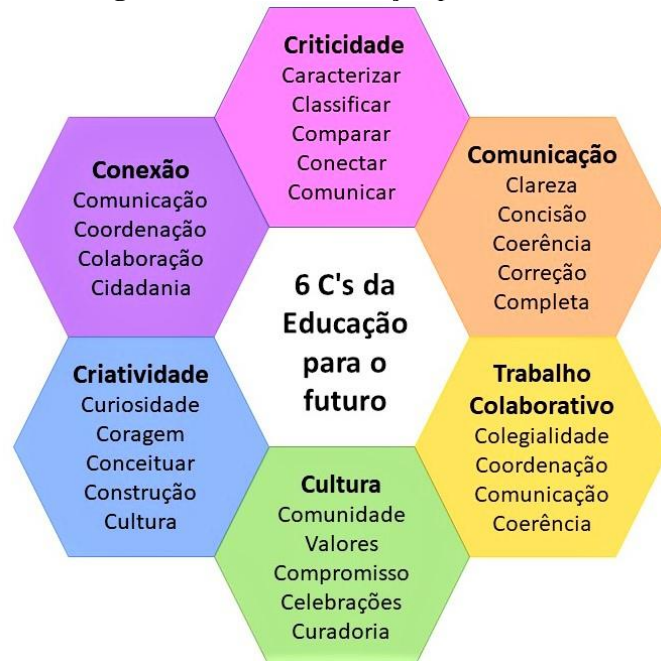 Criticidade
Caracterizar
Classificar
Comparar
Conectar
Comunicar
Comunicação
Clareza
Concisão
Coerência
Correção
Completa
Trabalho
Colaborativo
Colegialidade
Coordenação
Comunicação
Coerência
Cultura
Comunidade
Valores
Compromisso
Celebrações
Curadoria
Criatividade
Curiosidade
Coragem
Conceituar
Construção
Cultura
Conexão
Comunicação
Coordenação
Colaboração
Cidadania
6 C's da
Educação
para o
futuro